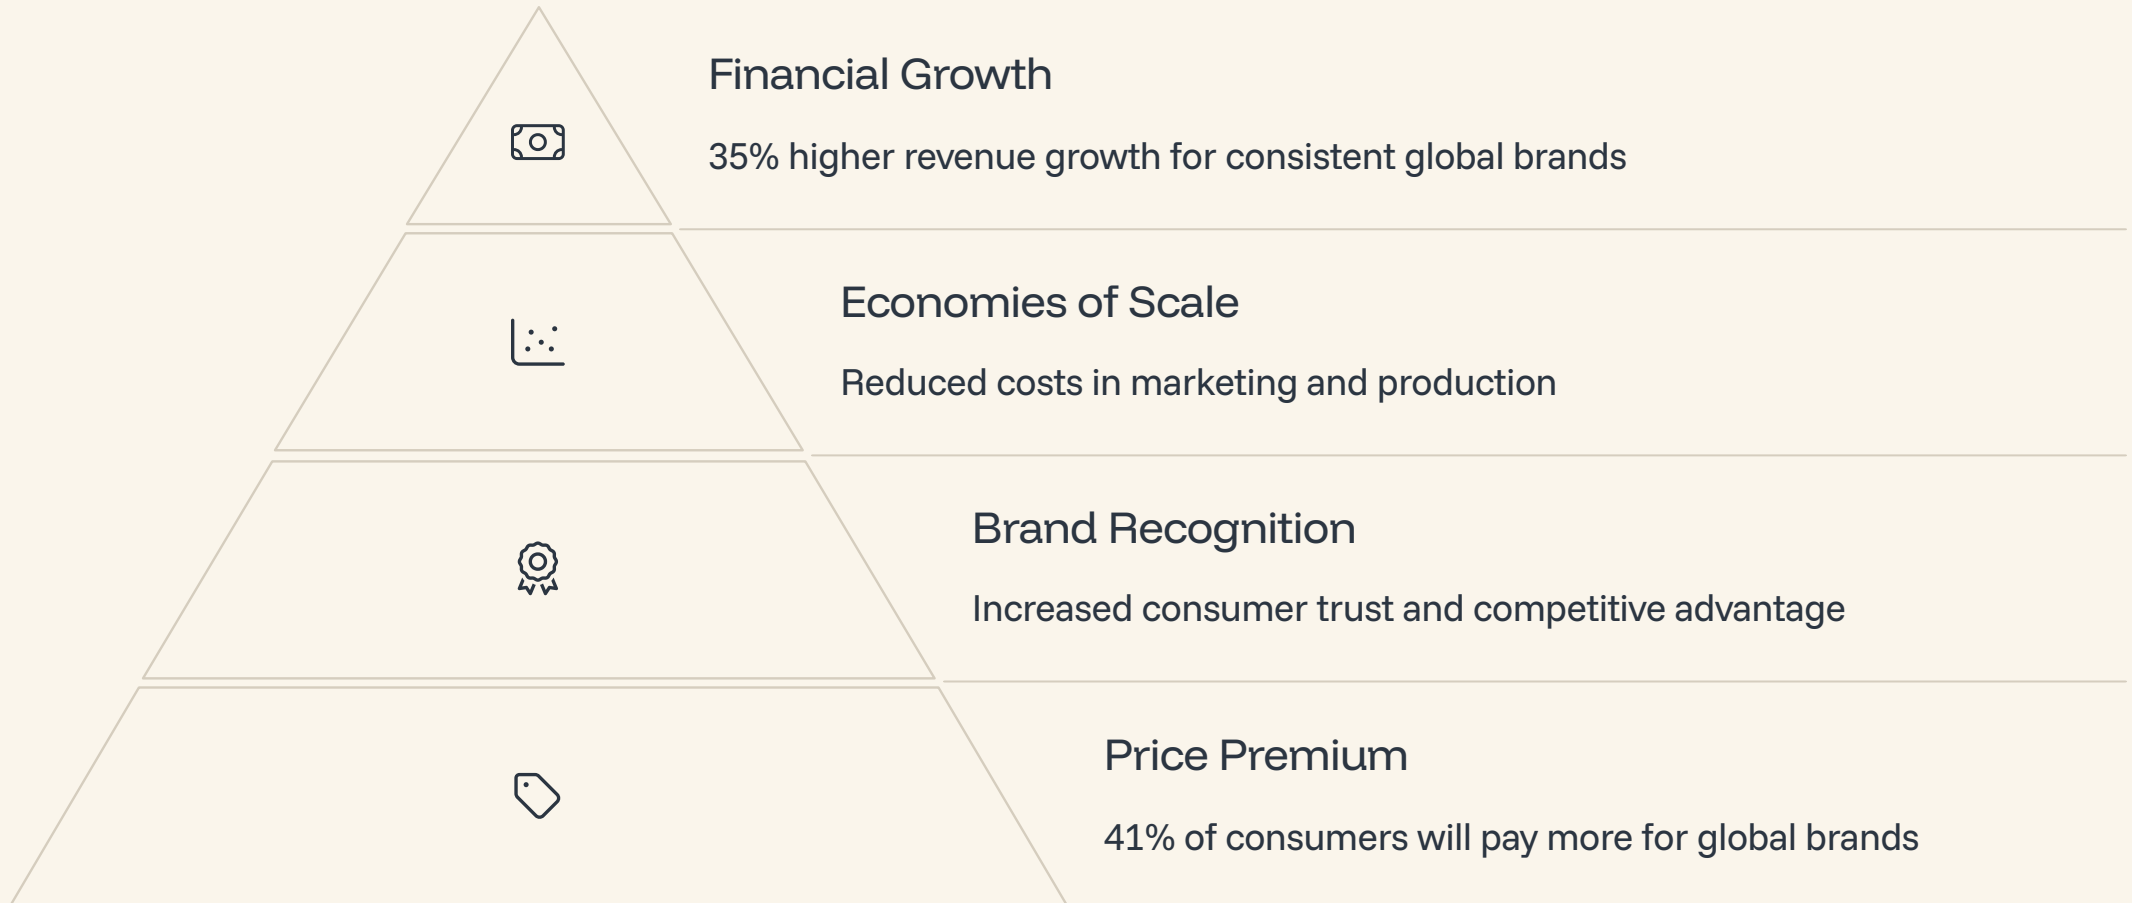 Financial Growth
35% higher revenue growth for consistent global brands
Economies of Scale
Reduced costs in marketing and production
Brand Recognition
Increased consumer trust and competitive advantage
Price Premium
41% of consumers will pay more for global brands